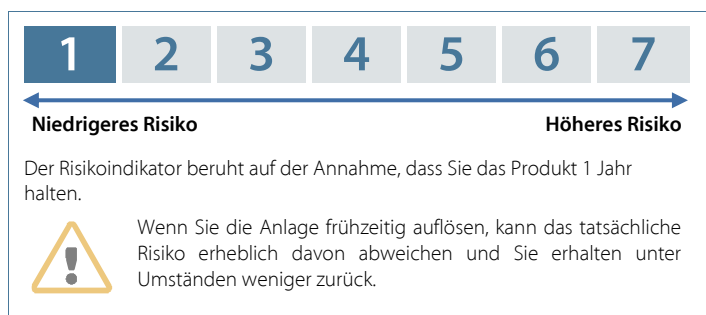 1 2 3 4 5 6 7
Niedrigeres Risiko Höheres Risiko
Der Risikoindikator beruht auf der Annahme, dass Sie das Produkt 1 Jahr
halten.
Wenn Sie die Anlage frühzeitig auflösen, kann das tatsächliche
Risiko erheblich davon abweichen und Sie erhalten unter
Umständen weniger zurück.